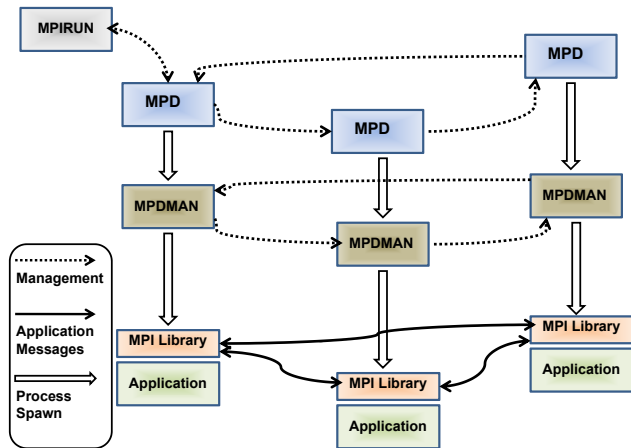 MPIRUN
MPD
MPD
MPD
MPDMAN
MPDMAN
MPDMAN
Management
Application
Messages
Process
Spawn
MPI Library
Application
MPI Library
Application
MPI Library
Application